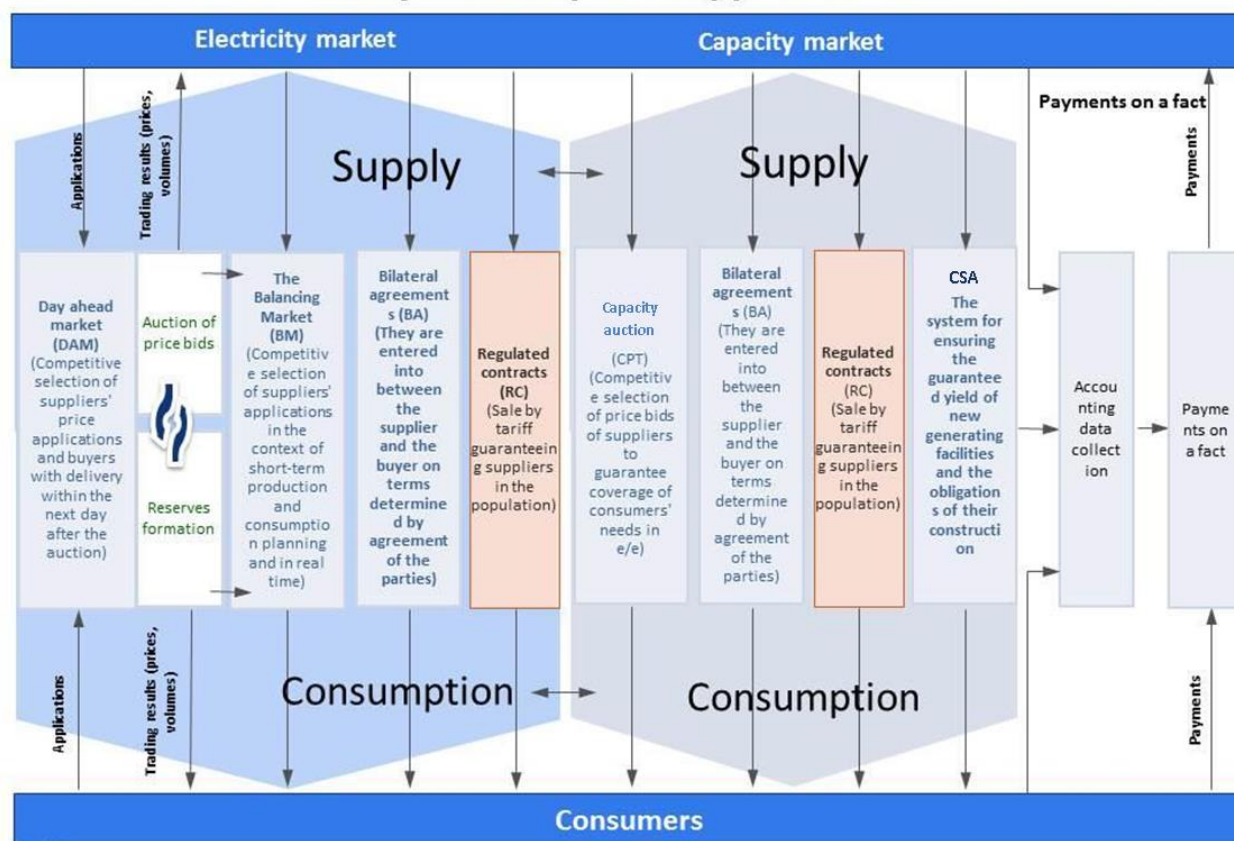 Electricity market
Capacity market
Payments on a fact
Applications
Trading results (prices,
volumes)
Supply
Supply
Payments
Day ahead
market
(DAM)
(Competitive
selection of
suppliers'
price
applications
and buyers
with delivery
within the
next day
after the
auction)
Auction of
price bids
Reserves
formation
The
Balancing
Market
(BM)
(Competitiv
e selection
of suppliers'
applications
in the
context of
short-term
production
and
consumptio
n planning
and in real
time)
Bilateral
agreement
s (BA)
(They are
entered
into
between
the
supplier
and the
buyer on
terms
determine
d by
agreement
of the
parties)
Regulated
contracts
(RC)
(Sale by
tariff
guaranteein
g suppliers
in the
population)
Capacity
auction
(CPT)
(Competitiv
e selection
of price bids
of suppliers
to
guarantee
coverage of
consumers'
needs in
e/e)
Bilateral
agreement
s (BA)
(They are
entered
into
between
the
supplier
and the
buyer on
terms
determine
d by
agreement
of the
parties)
Regulated
contracts
(RC)
(Sale by
tariff
guaranteein
g suppliers
in the
population)
CSA
The
system for
ensuring
the
guarantee
d yield of
new
generating
facilities
and the
obligation
s of their
constructi
on
Accou
nting
data
collect
ion
Payme
nts on
a fact
Applications
Trading results (prices,
volumes)
Consumption
Consumption
Payments
Consumers